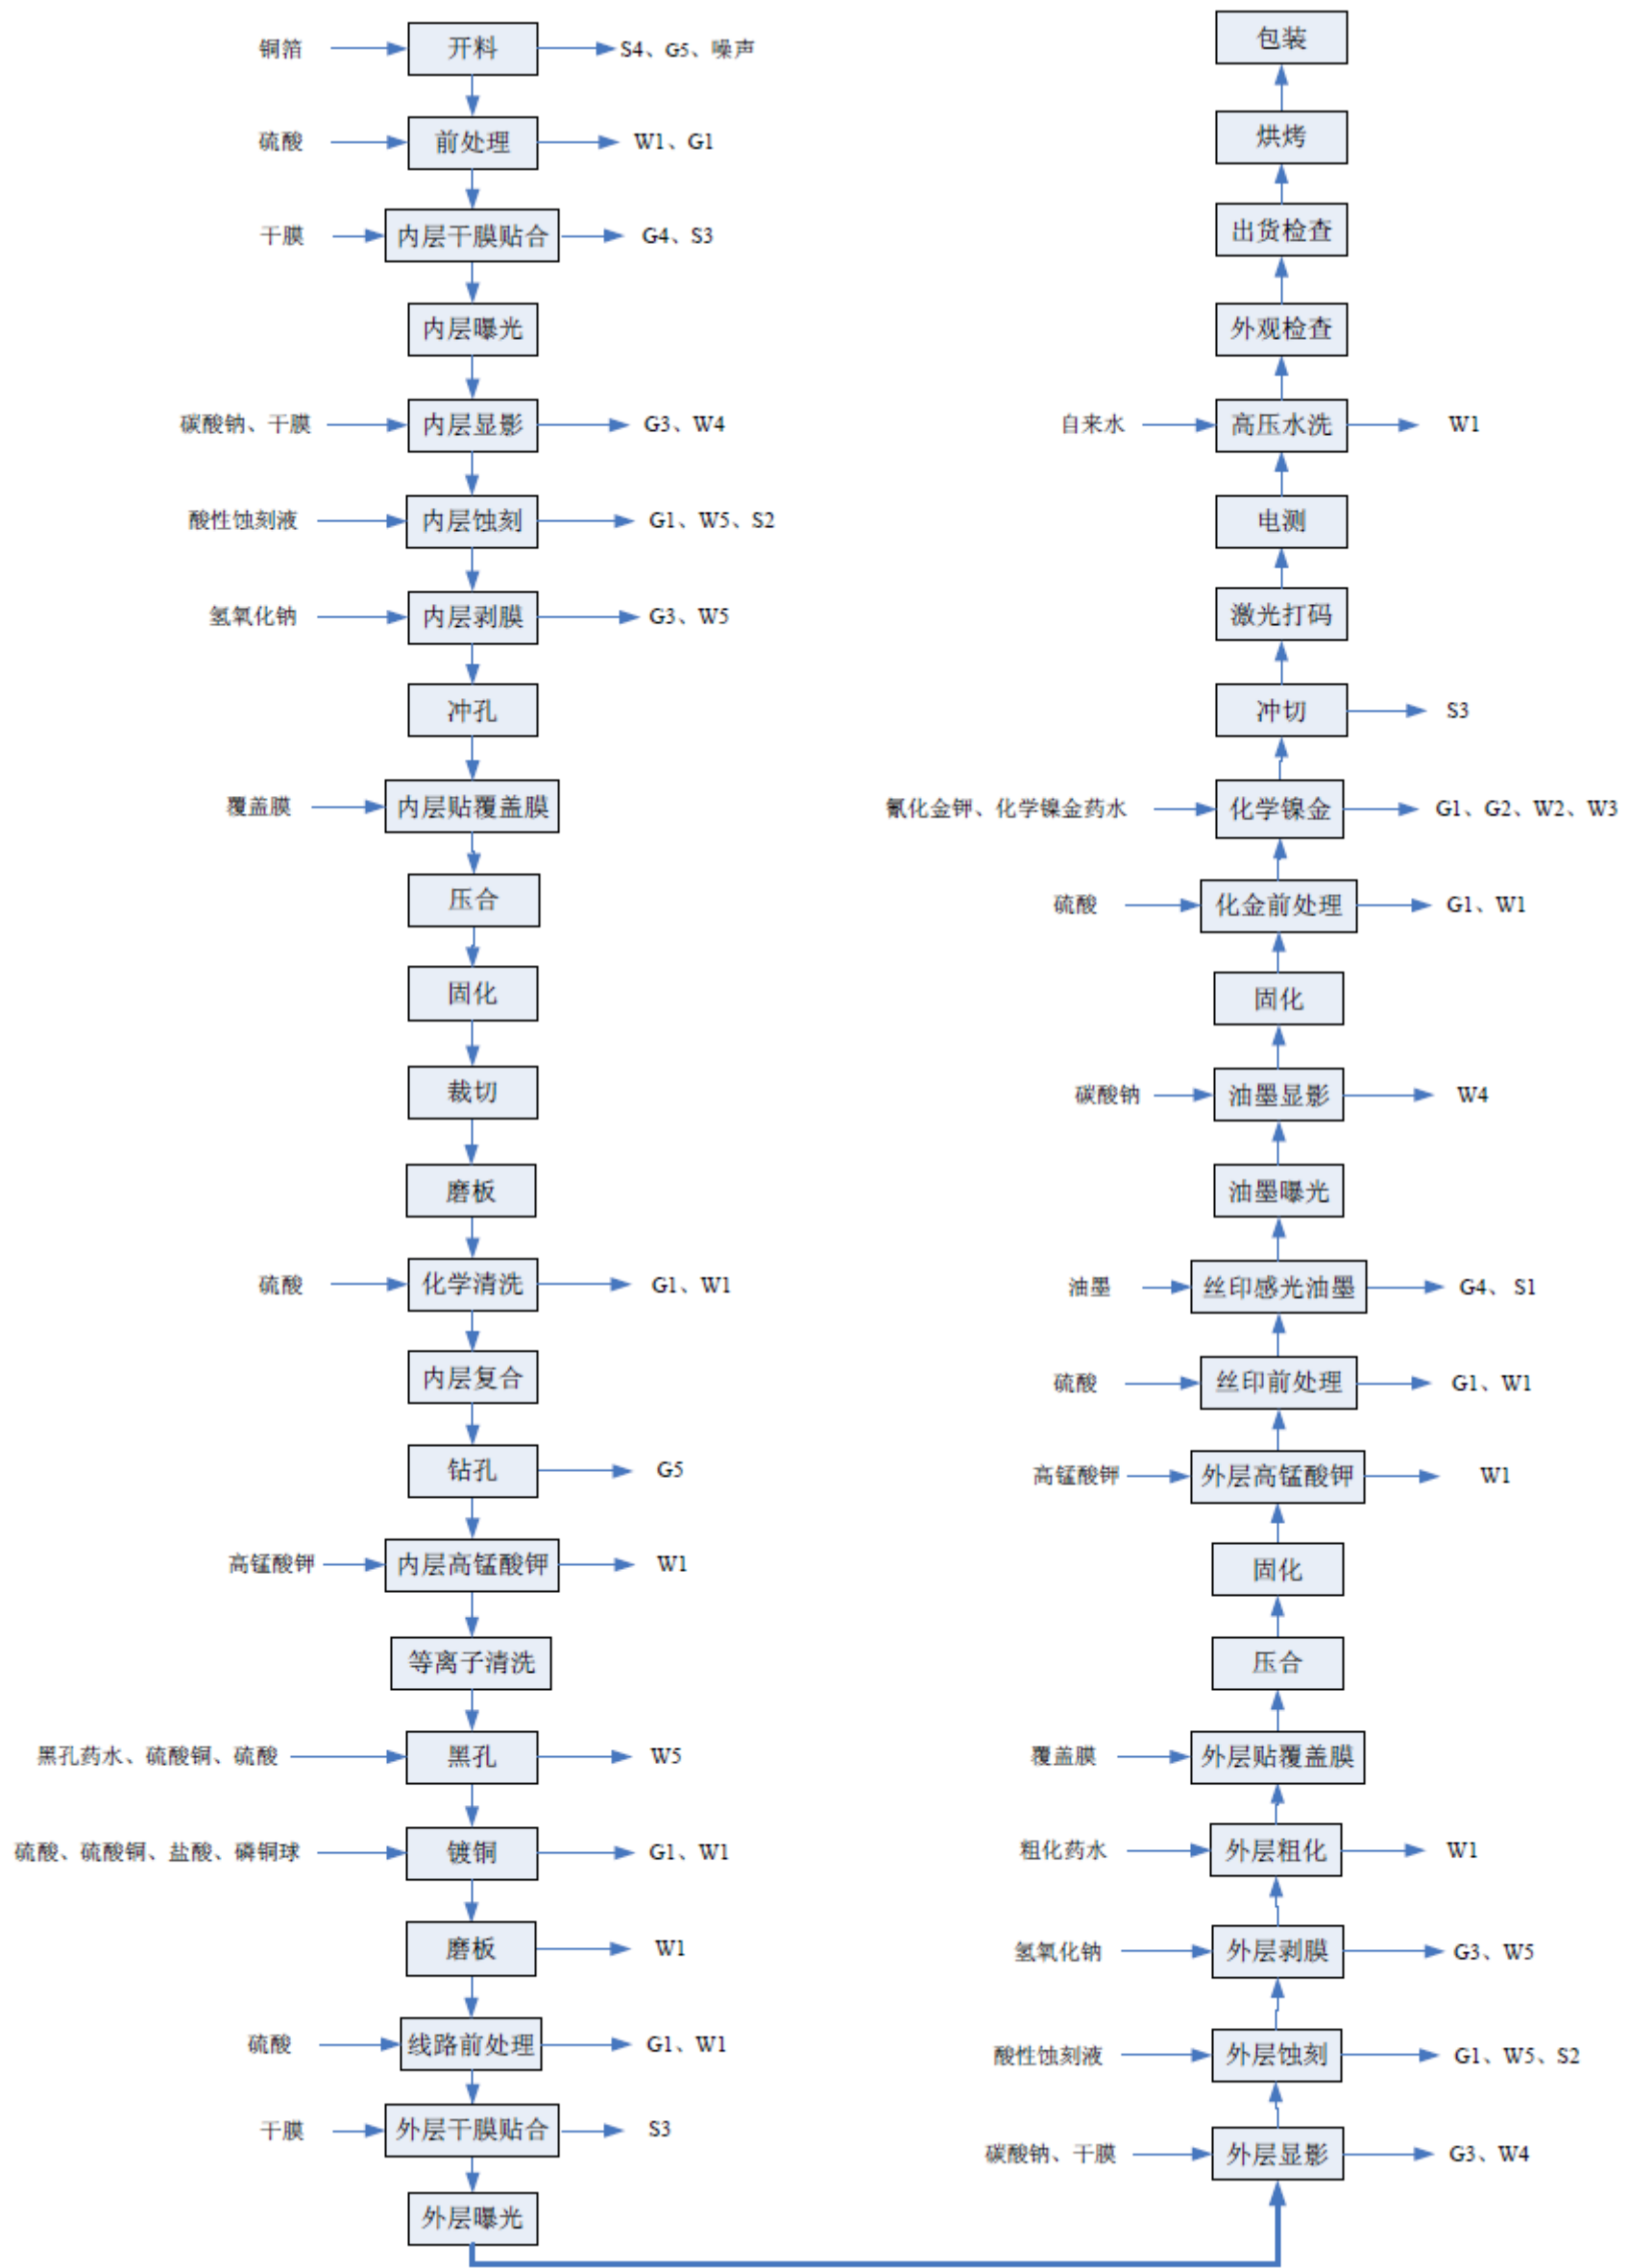 铜箔 开料 S4、G5、噪声
硫酸 前处理 W1、G1
干膜 内层干膜贴合 G4、S3
内层曝光
碳酸钠、干膜 内层显影 G3、W4
酸性蚀刻液 内层蚀刻 G1、W5、S2
氢氧化钠 内层剥膜 G3、W5
冲孔
覆盖膜 内层贴覆盖膜
压合
固化
裁切
磨板
硫酸 化学清洗 G1、W1
内层复合
钻孔 G5
高锰酸钾 内层高锰酸钾 W1
等离子清洗
黑孔药水、硫酸铜、硫酸 黑孔 W5
硫酸、硫酸铜、盐酸、磷铜球 镀铜 G1、W1
磨板 W1
硫酸 线路前处理 G1、W1
干膜 外层干膜贴合 S3
外层曝光
包装
烘烤
出货检查
外观检查
自来水 高压水洗 W1
电测
激光打码
冲切 S3
氰化金钾、化学镍金药水 化学镍金 G1、G2、W2、W3
硫酸 化金前处理 G1、W1
固化
碳酸钠 油墨显影 W4
油墨曝光
油墨 丝印感光油墨 G4、S1
硫酸 丝印前处理 G1、W1
高锰酸钾 外层高锰酸钾 W1
固化
压合
覆盖膜 外层贴覆盖膜
粗化药水 外层粗化 W1
氢氧化钠 外层剥膜 G3、W5
酸性蚀刻液 外层蚀刻 G1、W5、S2
碳酸钠、干膜 外层显影 G3、W4